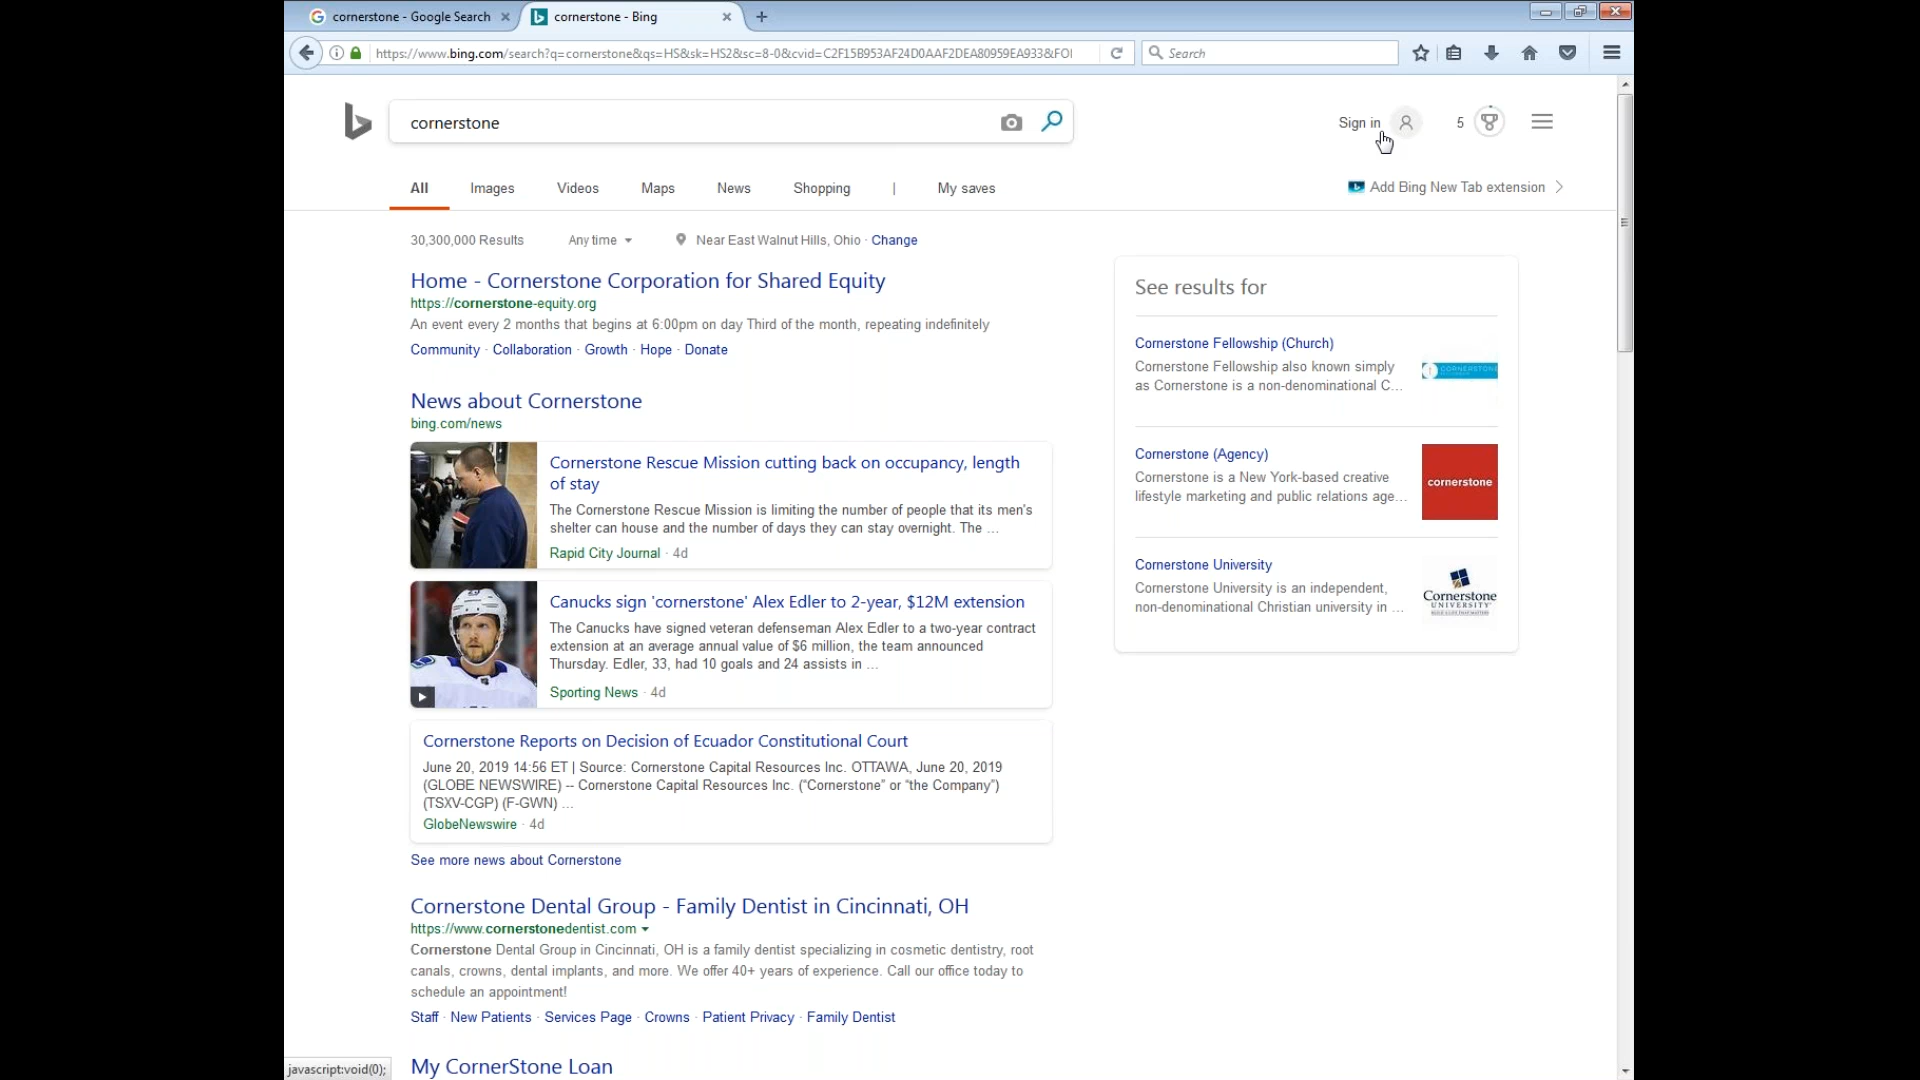 cornerstone - Google Search
cornerstone - Bing
https://www.bing.com/search?q=cornerstone&qs=HS&sk=HS2&sc=8-0&cvid=C2F15B953AF24D0AAF2DEA80959EA933&FOI
Search
cornerstone
Sign in
5
All
Images
Videos
Maps
News
Shopping
|
My saves
Add Bing New Tab extension
30,300,000 Results
Any time
Near East Walnut Hills, Ohio · Change
Home - Cornerstone Corporation for Shared Equity
https://cornerstone-equity.org
An event every 2 months that begins at 6:00pm on day Third of the month, repeating indefinitely
Community · Collaboration · Growth · Hope · Donate
News about Cornerstone
bing.com/news
Cornerstone Rescue Mission cutting back on occupancy, length
of stay
The Cornerstone Rescue Mission is limiting the number of people that its men's
shelter can house and the number of days they can stay overnight. The ...
Rapid City Journal · 4d
Canucks sign 'cornerstone' Alex Edler to 2-year, $12M extension
The Canucks have signed veteran defenseman Alex Edler to a two-year contract
extension at an average annual value of $6 million, the team announced
Thursday. Edler, 33, had 10 goals and 24 assists in ...
Sporting News · 4d
Cornerstone Reports on Decision of Ecuador Constitutional Court
June 20, 2019 14:56 ET | Source: Cornerstone Capital Resources Inc. OTTAWA, June 20, 2019
(GLOBE NEWSWIRE) -- Cornerstone Capital Resources Inc. (“Cornerstone” or “the Company”)
(TSXV-CGP) (F-GWN) ...
GlobeNewswire · 4d
See more news about Cornerstone
Cornerstone Dental Group - Family Dentist in Cincinnati, OH
https://www.cornerstonedentist.com
Cornerstone Dental Group in Cincinnati, OH is a family dentist specializing in cosmetic dentistry, root
canals, crowns, dental implants, and more. We offer 40+ years of experience. Call our office today to
schedule an appointment!
Staff · New Patients · Services Page · Crowns · Patient Privacy · Family Dentist
My CornerStone Loan
See results for
Cornerstone Fellowship (Church)
Cornerstone Fellowship also known simply
as Cornerstone is a non-denominational C...
CORNERSTONE
Cornerstone (Agency)
Cornerstone is a New York-based creative
lifestyle marketing and public relations age...
cornerstone
Cornerstone University
Cornerstone University is an independent,
non-denominational Christian university in ...
Cornerstone
UNIVERSITY
javascript:void(0);